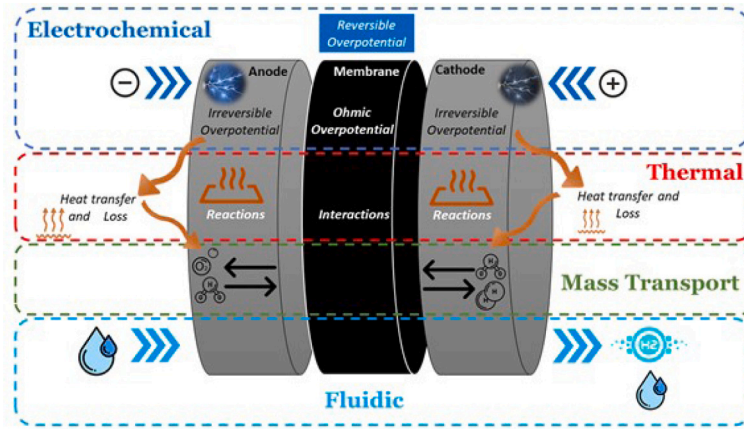 Electrochemical
Reversible
Overpotential
Anode
Membrane
Cathode
Irreversible
Overpotential
Ohmic
Overpotential
Irreversible
Overpotential
Thermal
Heat transfer
and Loss
Reactions
Interactions
Reactions
Heat transfer and
Loss
O2
H
H
H
H
Mass Transport
H2
Fluidic